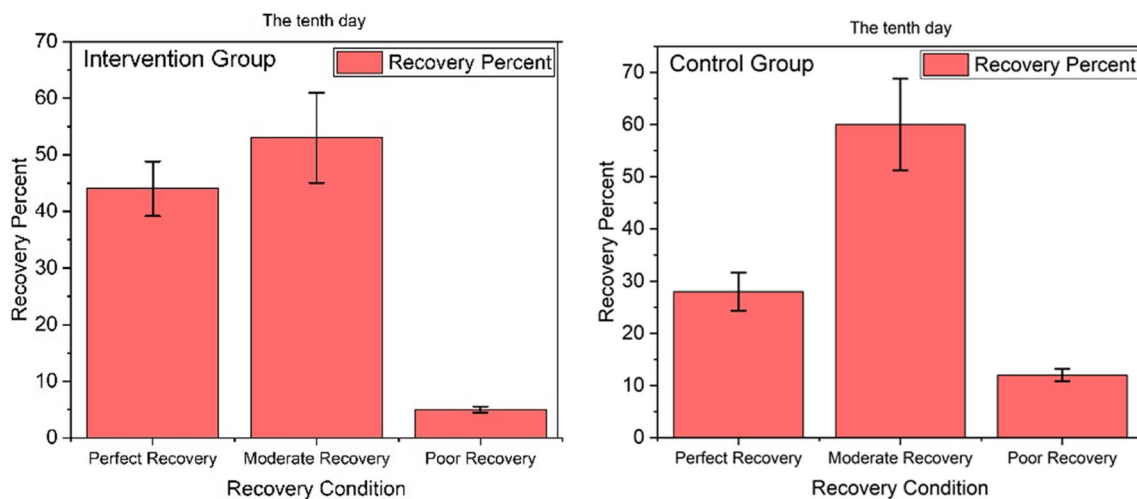 The tenth day
Intervention Group
Recovery Percent
70
60
50
40
30
20
10
0
Recovery Percent
Perfect Recovery
Moderate Recovery
Poor Recovery
Recovery Condition
The tenth day
Control Group
Recovery Percent
70
60
50
40
30
20
10
0
Recovery Percent
Perfect Recovery
Moderate Recovery
Poor Recovery
Recovery Condition